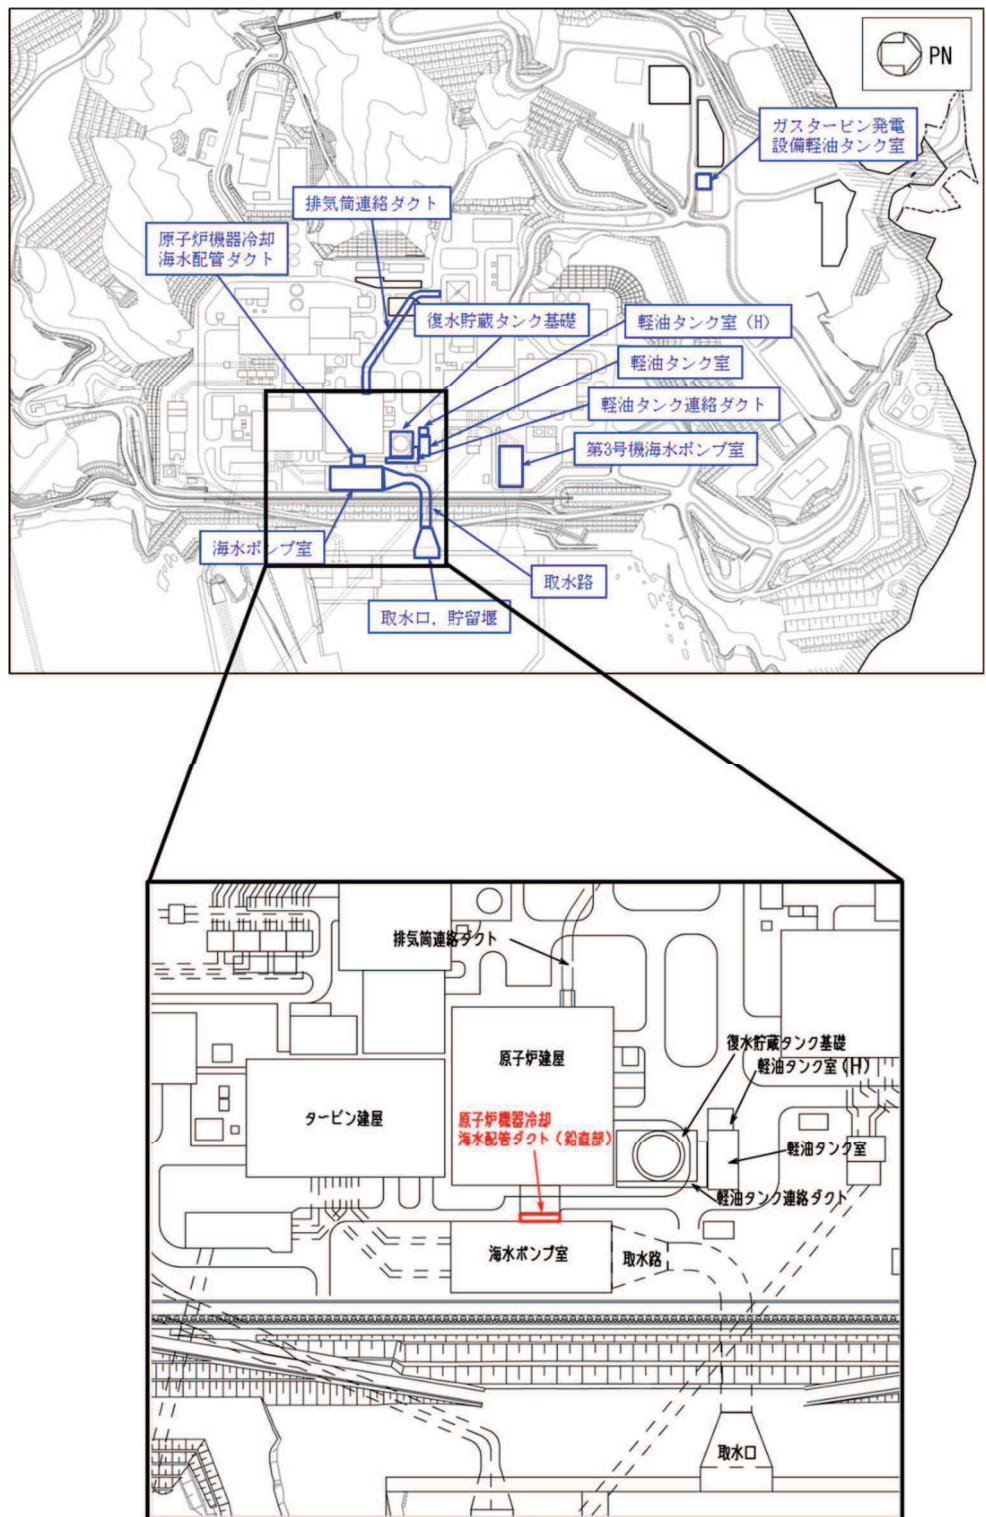 PN
ガスタービン発電
設備軽油タンク室
排気筒連絡ダクト
原子炉機器冷却
海水配管ダクト
復水貯蔵タンク基礎
軽油タンク室(H)
軽油タンク室
軽油タンク連絡ダクト
第3号機海水ポンプ室
海水ポンプ室
取水路
取水口，貯留堰
排気筒連絡ダクト
原子炉建屋
復水貯蔵タンク基礎
軽油タンク室(H)
タービン建屋
原子炉機器冷却
海水配管ダクト(鉛直部)
軽油タンク室
軽油タンク連絡ダクト
海水ポンプ室
取水路
取水口